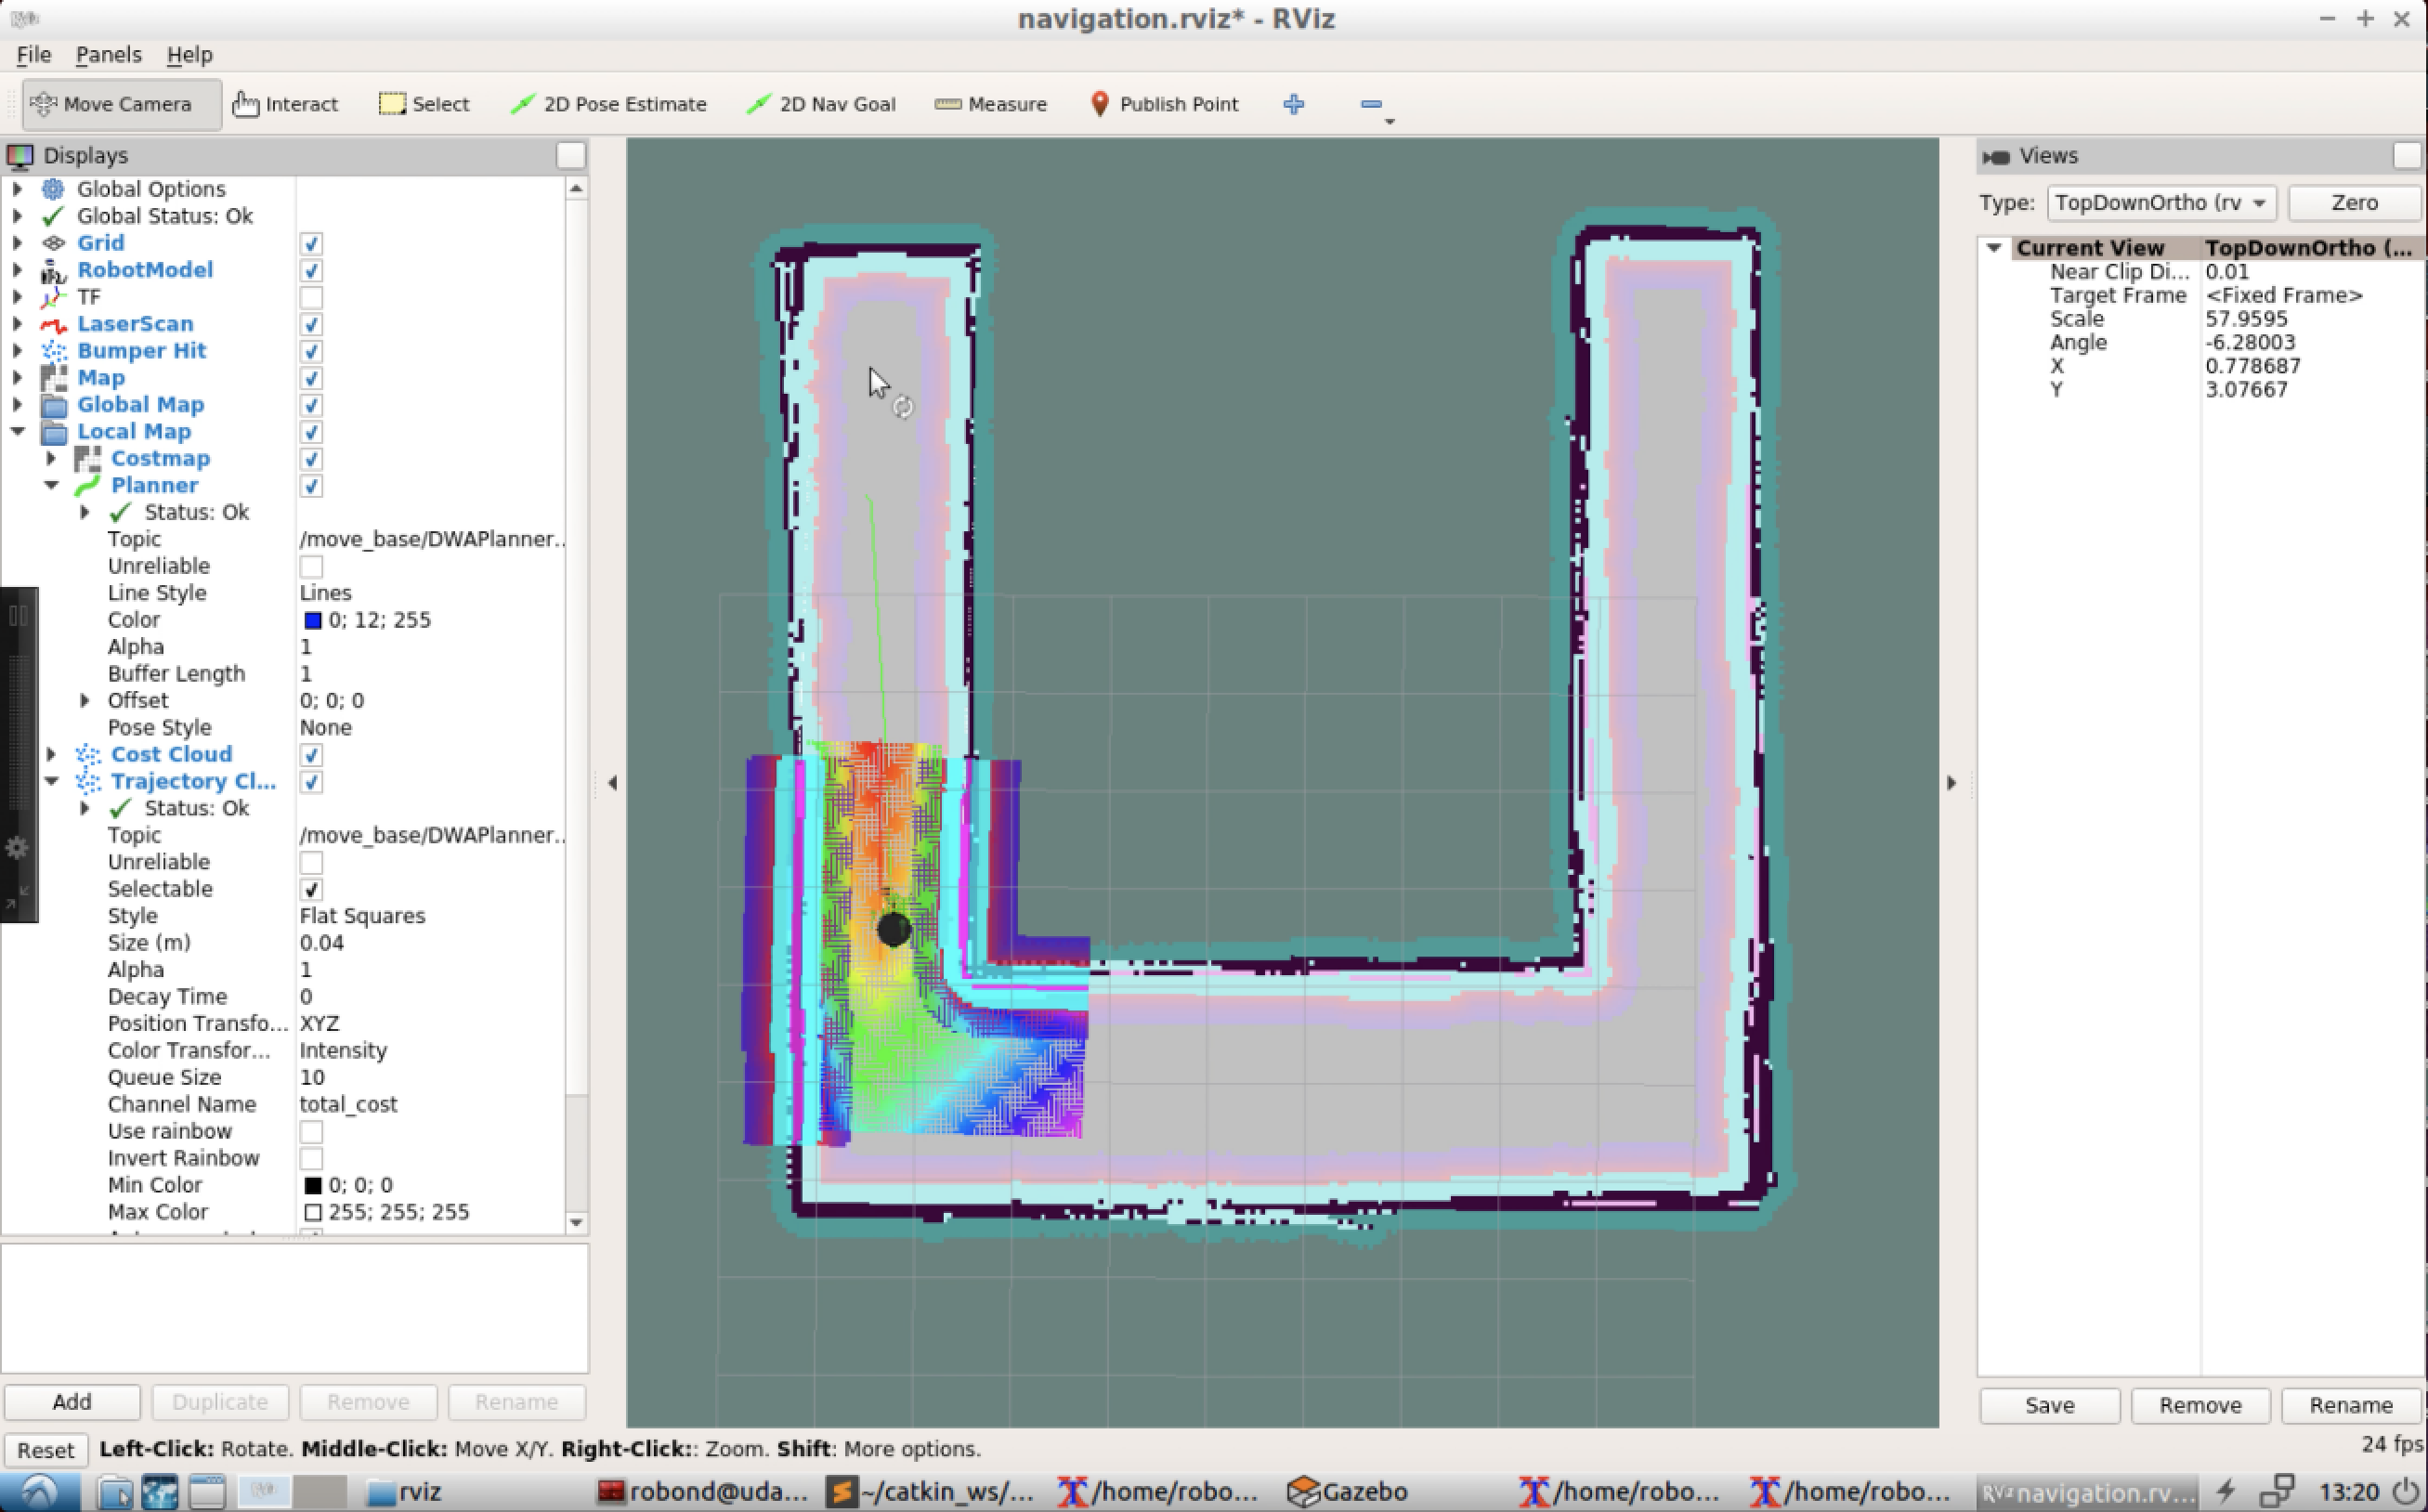 navigation.rviz* - RViz
File Panels Help
Move Camera Interact Select 2D Pose Estimate 2D Nav Goal Measure Publish Point
Displays
Global Options
Global Status: Ok
Grid
RobotModel
TF
LaserScan
Bumper Hit
Map
Global Map
Local Map
Costmap
Planner
Status: Ok
Topic /move_base/DWAPlanner...
Unreliable
Line Style Lines
Color 0; 12; 255
Alpha 1
Buffer Length 1
Offset 0; 0; 0
Pose Style None
Cost Cloud
Trajectory Cl...
Status: Ok
Topic /move_base/DWAPlanner...
Unreliable
Selectable
Style Flat Squares
Size (m) 0.04
Alpha 1
Decay Time 0
Position Transfo... XYZ
Color Transfor... Intensity
Queue Size 10
Channel Name total_cost
Use rainbow
Invert Rainbow
Min Color 0; 0; 0
Max Color 255; 255; 255
Add Duplicate Remove Rename
Views
Type: TopDownOrtho (rv Zero
Current View TopDownOrtho (...
Near Clip Di... 0.01
Target Frame <Fixed Frame>
Scale 57.9595
Angle -6.28003
X 0.778687
Y 3.07667
Save Remove Rename
Reset Left-Click: Rotate. Middle-Click: Move X/Y. Right-Click:: Zoom. Shift: More options.
24 fps
rviz robond@uda... ~/catkin_ws/... /home/robo... Gazebo /home/robo... /home/robo... navigation.rv... 13:20